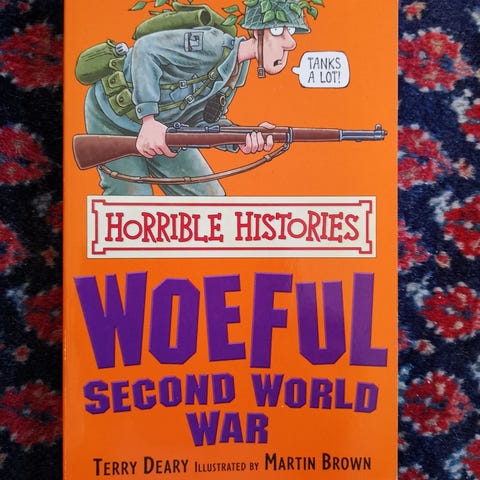 TANKS
A LOT!
HORRIBLE HISTORIES
WOEFUL
SECOND WORLD
WAR
TERRY DEARY ILLUSTRATED BY MARTIN BROWN